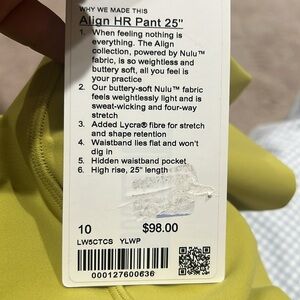 WHY WE MADE THIS
Align HR Pant 25"
1. When feeling nothing is
everything. The Align
collection, powered by Nulu™
fabric, is so weightless and
buttery soft, all you feel is
your practice
2. Our buttery-soft Nulu™ fabric
feels weightlessly light and is
sweat-wicking and four-way
stretch
3. Added Lycra® fibre for stretch
and shape retention
4. Waistband lies flat and won't
dig in
5. Hidden waistband pocket
6. High rise, 25" length
10 $98.00
LW5CTCS YLWP
000127600636